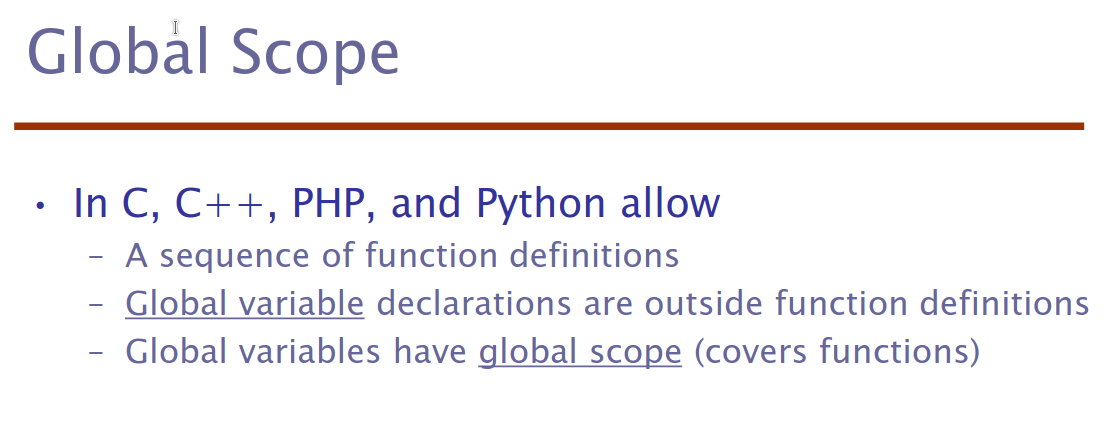 Global Scope
• In C, C++, PHP, and Python allow
– A sequence of function definitions
– Global variable declarations are outside function definitions
– Global variables have global scope (covers functions)